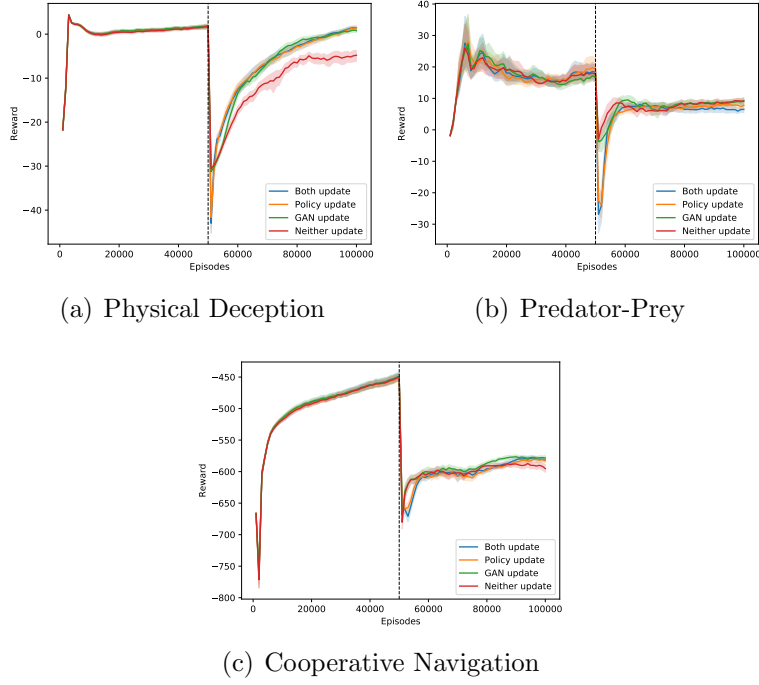 0
−10
−20
−30
−40
Reward
0 20000 40000 60000 80000 100000
Episodes
Both update
Policy update
GAN update
Neither update
(a) Physical Deception
40
30
20
10
0
−10
−20
−30
Reward
0 20000 40000 60000 80000 100000
Episodes
Both update
Policy update
GAN update
Neither update
(b) Predator-Prey
−450
−500
−550
−600
−650
−700
−750
−800
Reward
0 20000 40000 60000 80000 100000
Episodes
Both update
Policy update
GAN update
Neither update
(c) Cooperative Navigation